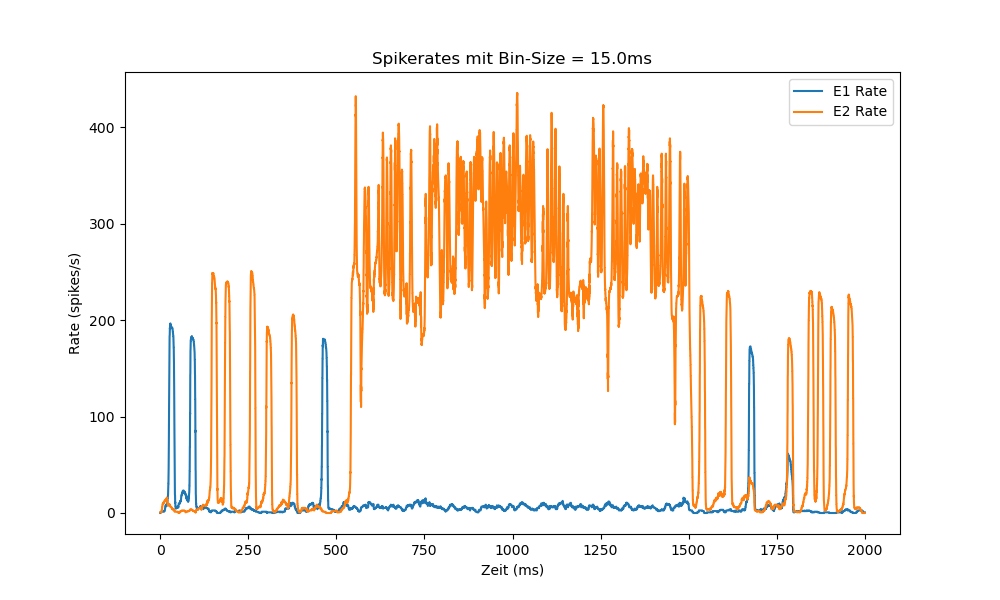 Spikerates mit Bin-Size = 15.0ms
E1 Rate
E2 Rate
Rate (spikes/s)
400
300
200
100
0
0 250 500 750 1000 1250 1500 1750 2000
Zeit (ms)